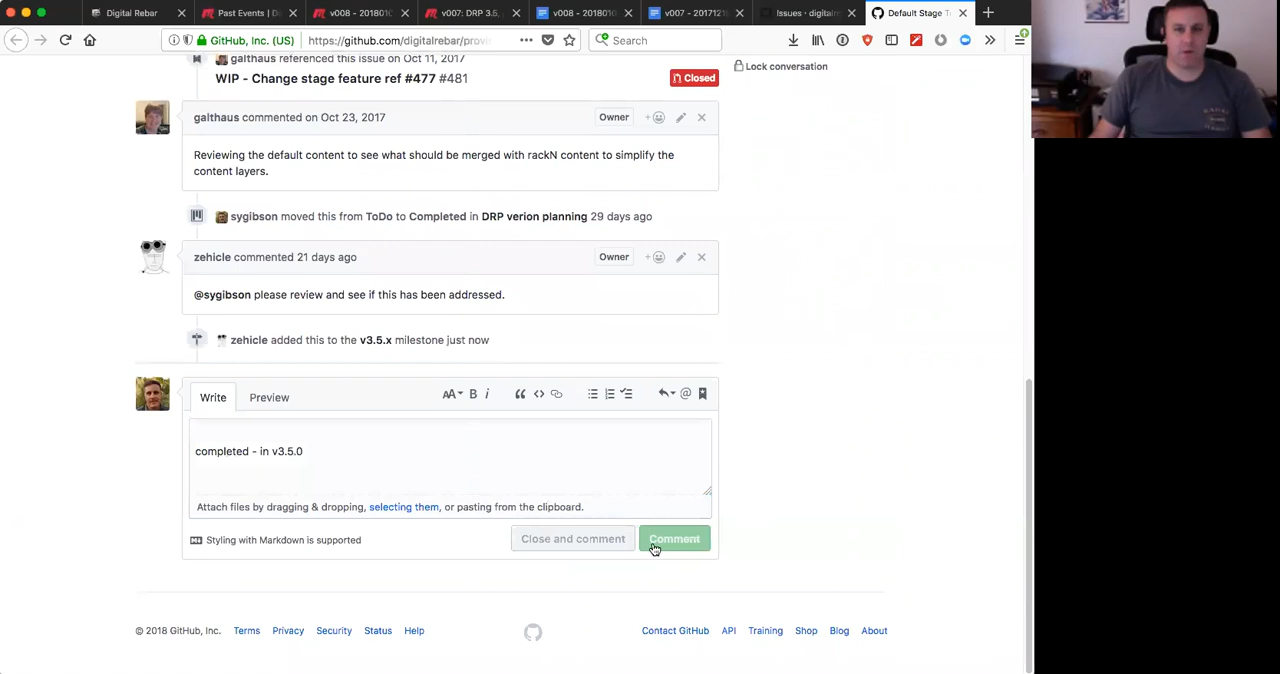 Digital Rebar
Past Events | D
v008 - 201801
v007: DRP 3.5,
v008 - 201801
v007 - 2017121
Issues · digitalre
Default Stage T
GitHub, Inc. (US)
https://github.com/digitalrebar/prov
Search
galthaus referenced this issue on Oct 11, 2017
WIP - Change stage feature ref #477 #481
Closed
Lock conversation
galthaus commented on Oct 23, 2017
Owner
Reviewing the default content to see what should be merged with rackN content to simplify the
content layers.
sygibson moved this from ToDo to Completed in DRP verion planning 29 days ago
zehicle commented 21 days ago
Owner
@sygibson please review and see if this has been addressed.
zehicle added this to the v3.5.x milestone just now
Write
Preview
AA
B
i
completed - in v3.5.0
Attach files by dragging & dropping, selecting them, or pasting from the clipboard.
Styling with Markdown is supported
Close and comment
Comment
© 2018 GitHub, Inc.
Terms
Privacy
Security
Status
Help
Contact GitHub
API
Training
Shop
Blog
About